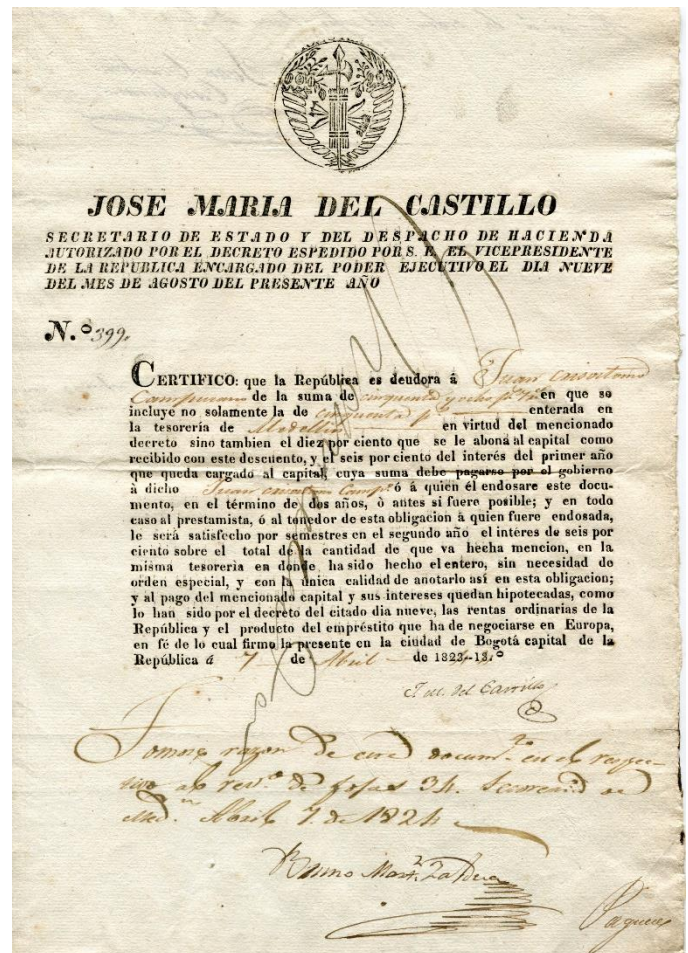 JOSE MARIA DEL CASTILLO
SECRETARIO DE ESTADO Y DEL DESPACHO DE HACIENDA
AUTORIZADO POR EL DECRETO ESPEDIDO POR S. E. EL VICEPRESIDENTE
DE LA REPUBLICA ENCARGADO DEL PODER EJECUTIVO EL DIA NUEVE
DEL MES DE AGOSTO DEL PRESENTE AÑO
N.º 399.
CERTIFICO: que la República es deudora á Juan
de la suma de cinquenta y ocho p.s en que se
incluye no solamente la de cinquenta p.s enterada en
la tesorería de Medellin en virtud del mencionado
decreto sino tambien el diez por ciento que se le abona al capital como
recibido con este descuento, y el seis por ciento del interés del primer año
que queda cargado al capital, cuya suma debe pagarse por el gobierno
à dicho Juan ó à quien él endosare este docu-
mento, en el término de dos años, ò antes si fuere posible; y en todo
caso al prestamista, ó al tenedor de esta obligacion à quien fuere endosada,
le será satisfecho por semestres en el segundo año el intéres de seis por
ciento sobre el total de la cantidad de que va hecha mencion, en la
misma tesorería en donde ha sido hecho el entero, sin necesidad de
orden especial, y con la única calidad de anotarlo así en esta obligacion;
y al pago del mencionado capital y sus intereses quedan hipotecadas, como
lo han sido por el decreto del citado dia nueve, las rentas ordinarias de la
República y el producto del empréstito que ha de negociarse en Europa,
en fé de lo cual firmo la presente en la ciudad de Bogotá capital de la
República á 7 de Abril de 1823--13.º
J. M. del Castillo
Tomose razon de este docum.to en el respec-
tivo de fojas 34.
Med.n Abril 7. de 1824
Bruno